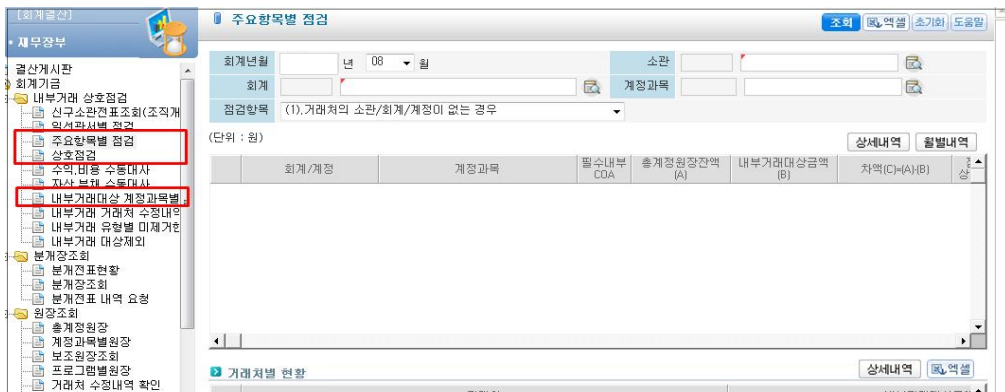 [회계결산]
• 재무장부
결산게시판
회계기금
내부거래 상호점검
신구소관전표조회(조직개
일선관서별 점검
주요항목별 점검
상호점검
수익,비용 수동대사
자산 부채 수동대사
내부거래대상 계정과목별
내부거래 거래처 수정내역
내부거래 유형별 미제거현
내부거래 대상제외
분개장조회
분개전표현황
분개장조회
분개전표 내역 요청
원장조회
총계정원장
계정과목별원장
보조원장조회
프로그램별원장
거래처 수정내역 확인
주요항목별 점검
조회 엑셀 초기화 도움말
회계년월 년 08 월 소관
회계 계정과목
점검항목 (1).거래처의 소관/회계/계정이 없는 경우
(단위 : 원) 상세내역 월별내역
회계/계정 계정과목 필수내부 COA 총계정원장잔액 (A) 내부거래대상금액 (B) 차액(C)=(A)-(B)
거래처별 현황 상세내역 엑셀